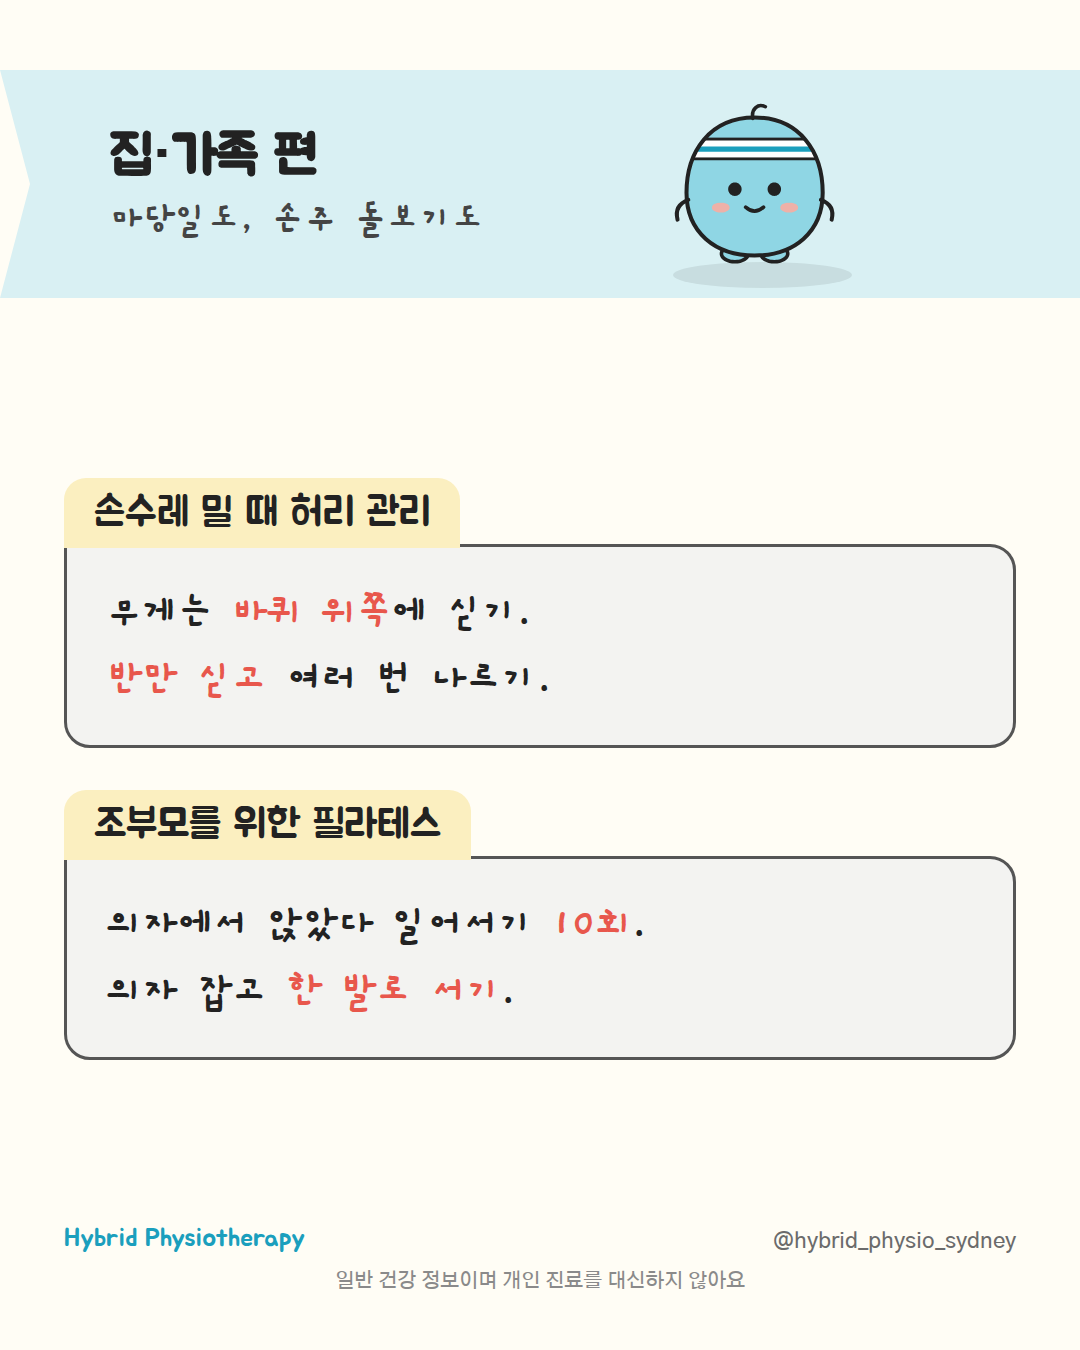 집·가족 편
마당일도, 손주 돌보기도
손수레 밀 때 허리 관리
무게는 바퀴 위쪽에 싣기.
반만 싣고 여러 번 나르기.
조부모를 위한 필라테스
의자에서 앉았다 일어서기 10회.
의자 잡고 한 발로 서기.
Hybrid Physiotherapy
@hybrid_physio_sydney
일반 건강 정보이며 개인 진료를 대신하지 않아요